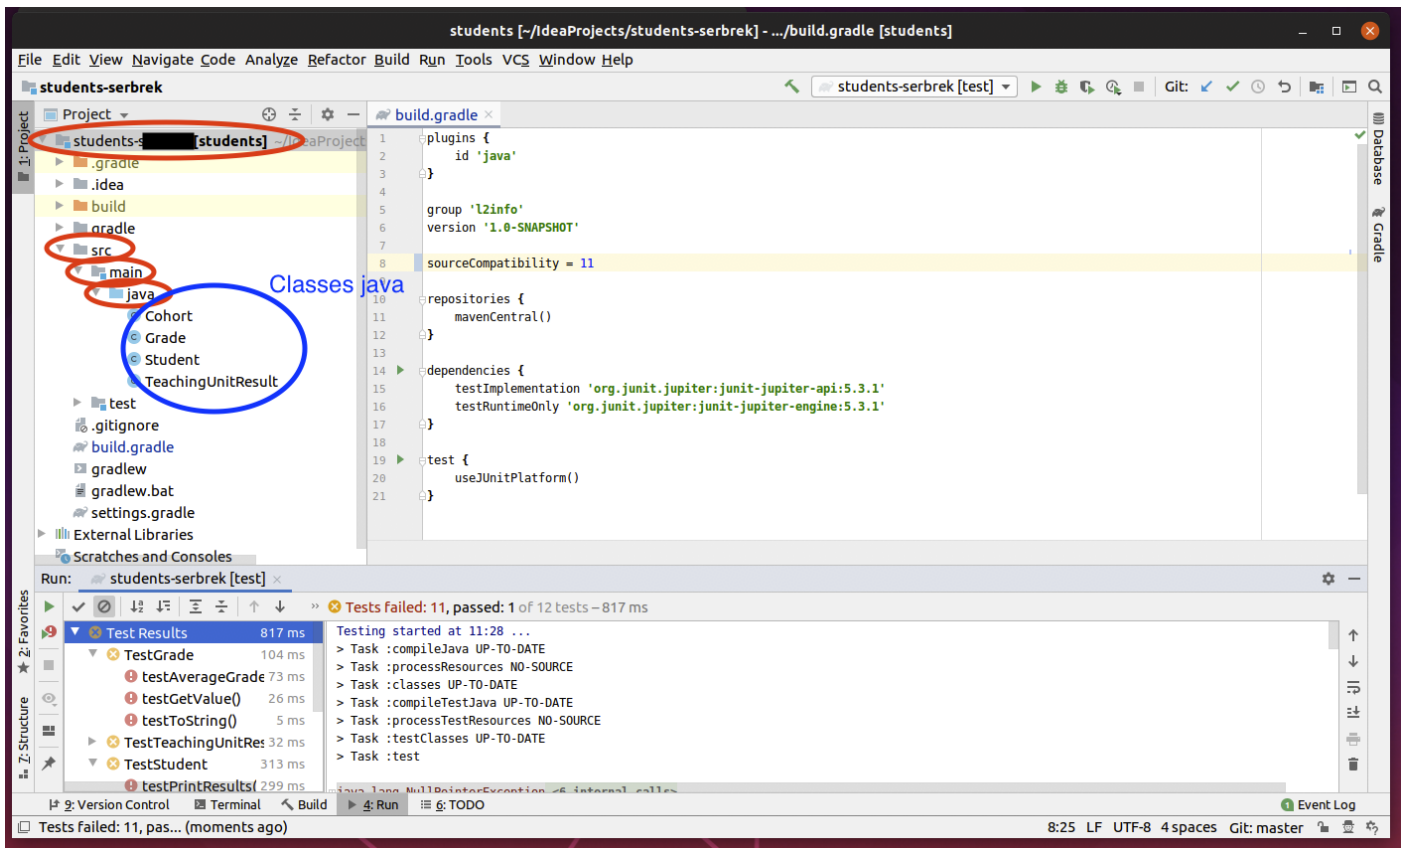 students [~/IdeaProjects/students-serbrek] - .../build.gradle [students]
File Edit View Navigate Code Analyze Refactor Build Run Tools VCS Window Help
students-serbrek
students-serbrek [test]
Git:
Project
build.gradle
1: Project
Database
Gradle
students-s [students] ~/IdeaProject
.gradle
.idea
build
gradle
src
main
java
Classes java
Cohort
Grade
Student
TeachingUnitResult
test
.gitignore
build.gradle
gradlew
gradlew.bat
settings.gradle
External Libraries
Scratches and Consoles
1 plugins {
2 id 'java'
3 }
4
5 group 'l2info'
6 version '1.0-SNAPSHOT'
7
8 sourceCompatibility = 11
9
10 repositories {
11 mavenCentral()
12 }
13
14 dependencies {
15 testImplementation 'org.junit.jupiter:junit-jupiter-api:5.3.1'
16 testRuntimeOnly 'org.junit.jupiter:junit-jupiter-engine:5.3.1'
17 }
18
19 test {
20 useJUnitPlatform()
21 }
Run: students-serbrek [test]
2: Favorites
Z: Structure
» Tests failed: 11, passed: 1 of 12 tests – 817 ms
Test Results 817 ms
TestGrade 104 ms
testAverageGrade 73 ms
testGetValue() 26 ms
testToString() 5 ms
TestTeachingUnitRes 32 ms
TestStudent 313 ms
testPrintResults( 299 ms
Testing started at 11:28 ...
> Task :compileJava UP-TO-DATE
> Task :processResources NO-SOURCE
> Task :classes UP-TO-DATE
> Task :compileTestJava UP-TO-DATE
> Task :processTestResources NO-SOURCE
> Task :testClasses UP-TO-DATE
> Task :test
java.lang.NullPointerException <6 internal calls>
9: Version Control Terminal Build 4: Run 6: TODO
1 Event Log
Tests failed: 11, pas... (moments ago)
8:25 LF UTF-8 4 spaces Git: master